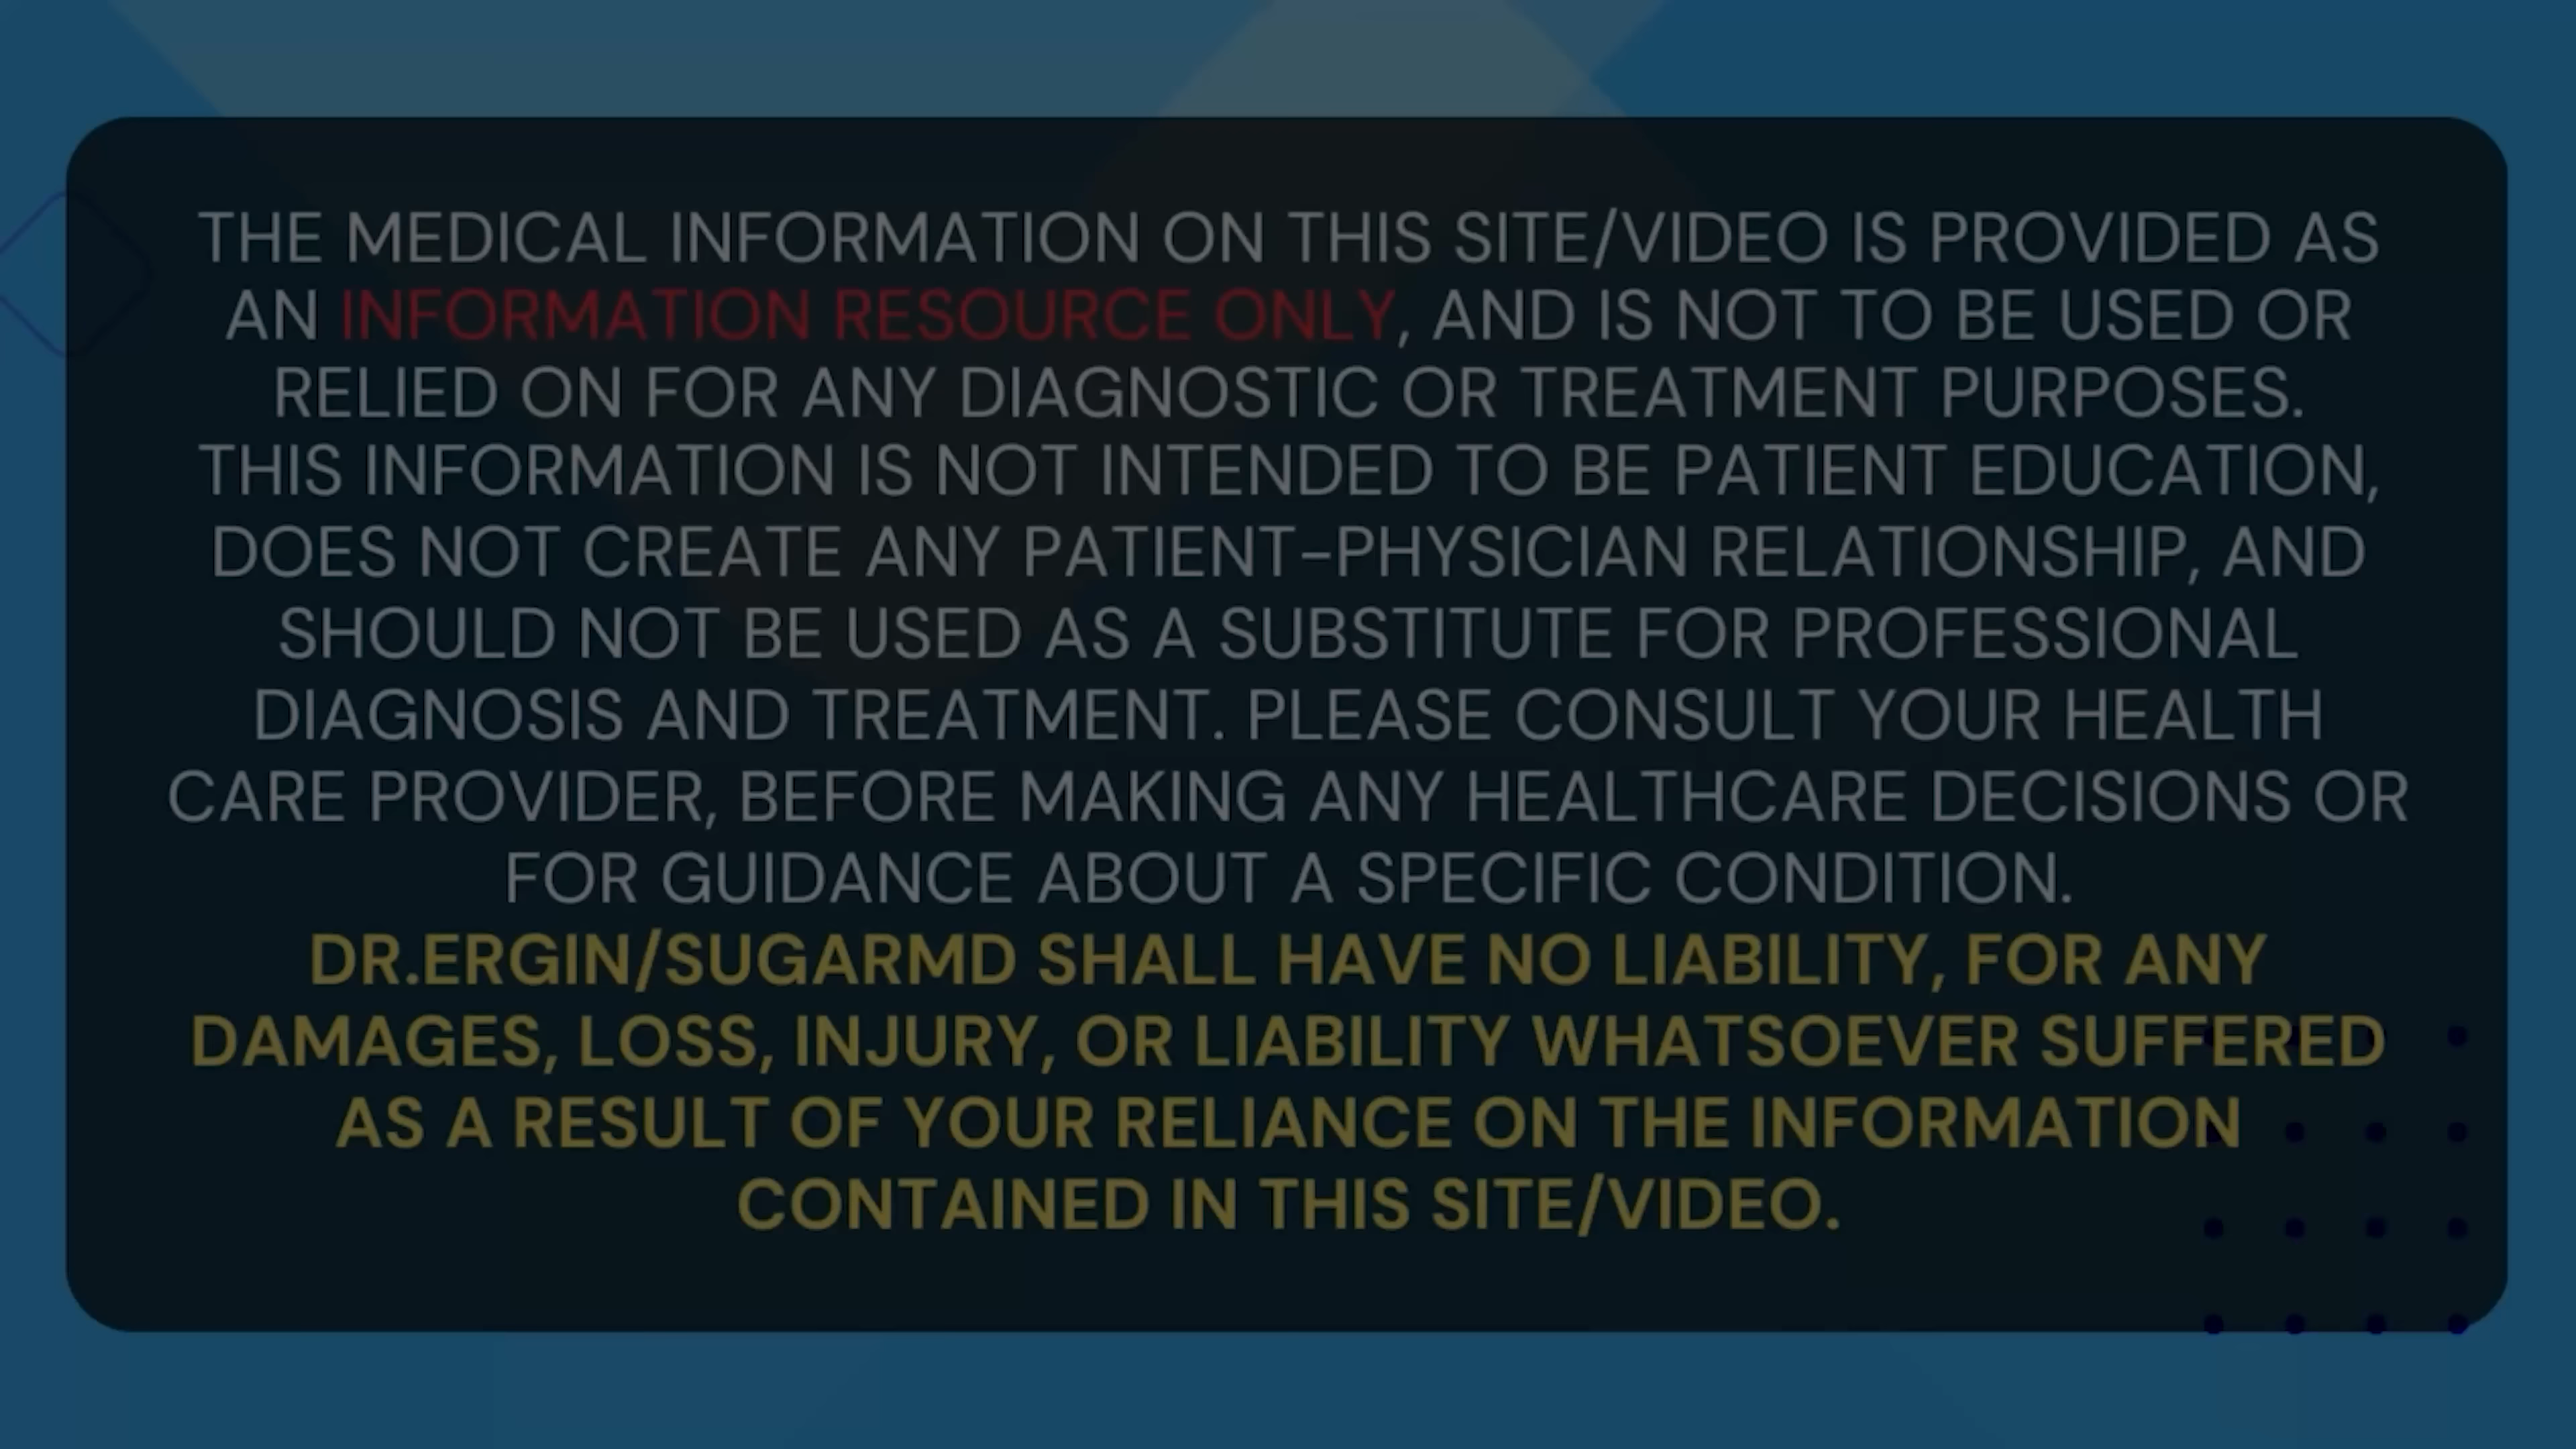 THE MEDICAL INFORMATION ON THIS SITE/VIDEO IS PROVIDED AS
AN INFORMATION RESOURCE ONLY, AND IS NOT TO BE USED OR
RELIED ON FOR ANY DIAGNOSTIC OR TREATMENT PURPOSES.
THIS INFORMATION IS NOT INTENDED TO BE PATIENT EDUCATION,
DOES NOT CREATE ANY PATIENT-PHYSICIAN RELATIONSHIP, AND
SHOULD NOT BE USED AS A SUBSTITUTE FOR PROFESSIONAL
DIAGNOSIS AND TREATMENT. PLEASE CONSULT YOUR HEALTH
CARE PROVIDER, BEFORE MAKING ANY HEALTHCARE DECISIONS OR
FOR GUIDANCE ABOUT A SPECIFIC CONDITION.
DR.ERGIN/SUGARMD SHALL HAVE NO LIABILITY, FOR ANY
DAMAGES, LOSS, INJURY, OR LIABILITY WHATSOEVER SUFFERED
AS A RESULT OF YOUR RELIANCE ON THE INFORMATION
CONTAINED IN THIS SITE/VIDEO.